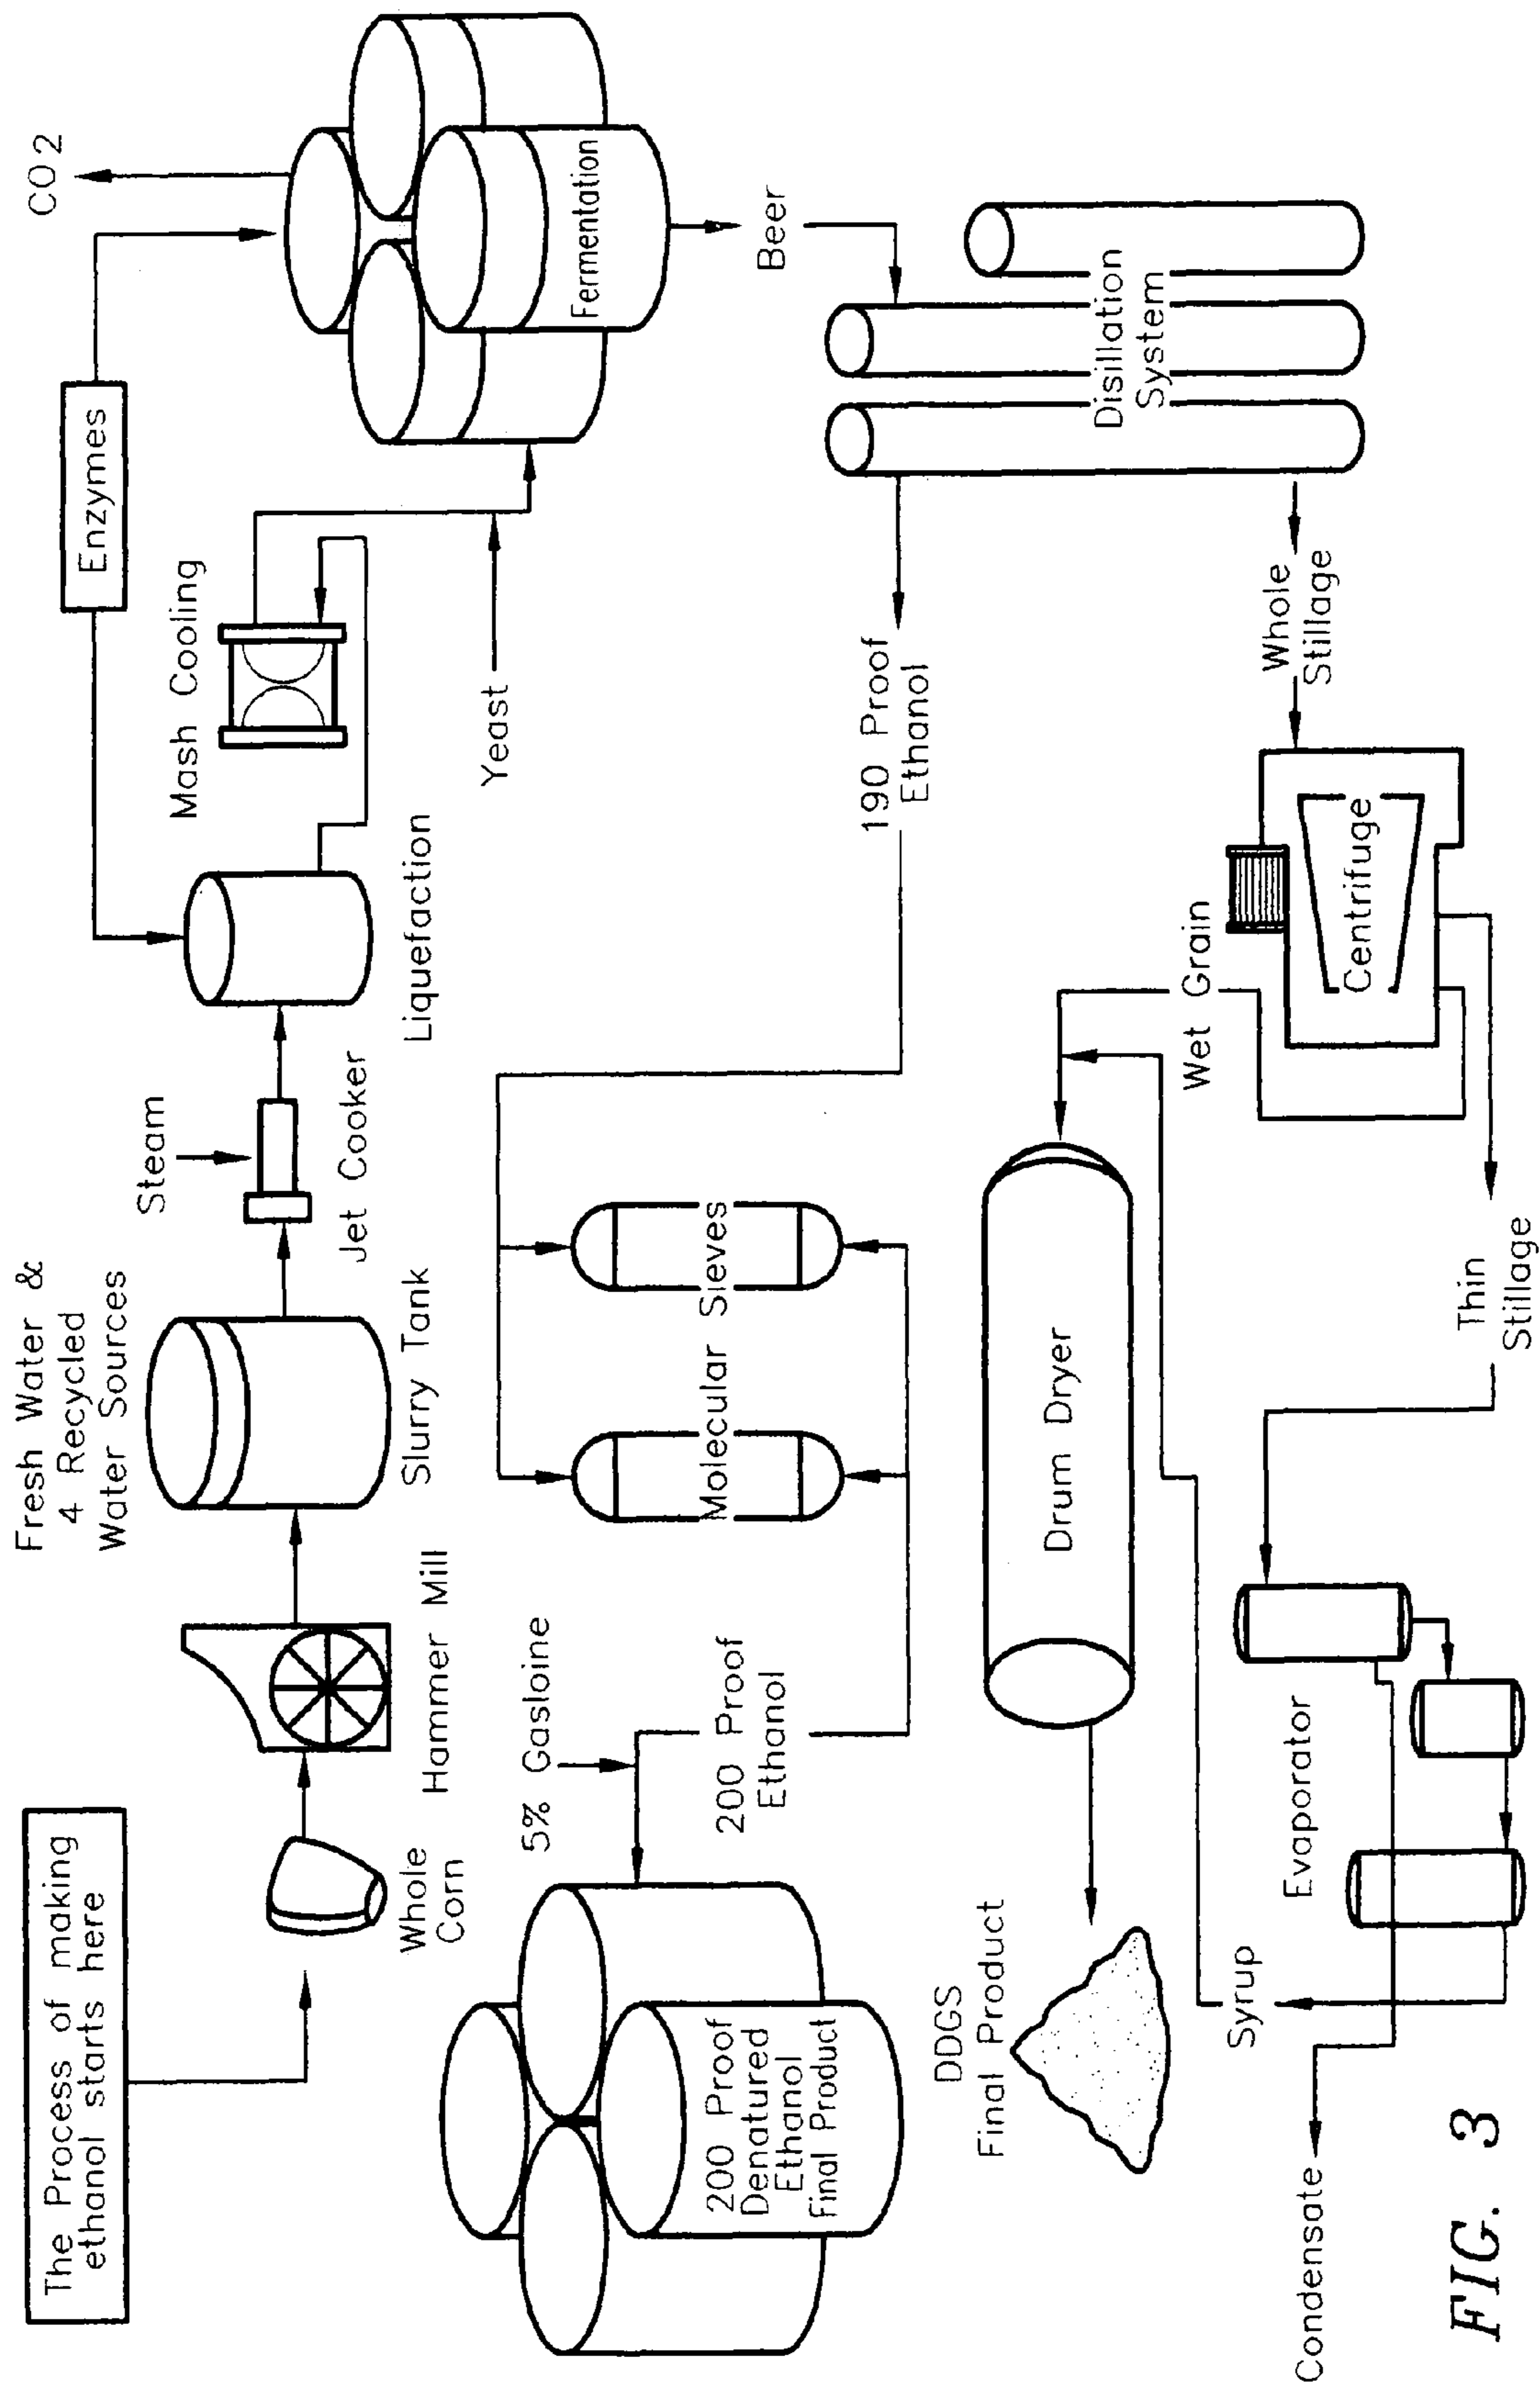 The Process of making
ethanol starts here
Whole
Corn
Hammer Mill
Fresh Water &
4 Recycled
Water Sources
Slurry Tank
Steam
Jet Cooker
Liquefaction
Enzymes
Mash Cooling
Yeast
CO2
Fermentation
Beer
Disillation
System
190 Proof
Ethanol
Molecular Sieves
200 Proof
Ethanol
5% Gasloine
200 Proof
Denatured
Ethanol
Final Product
Whole
Stillage
Centrifuge
Wet Grain
Thin
Stillage
Drum Dryer
DDGS
Final Product
Evaporator
Syrup
Condensate
FIG. 3